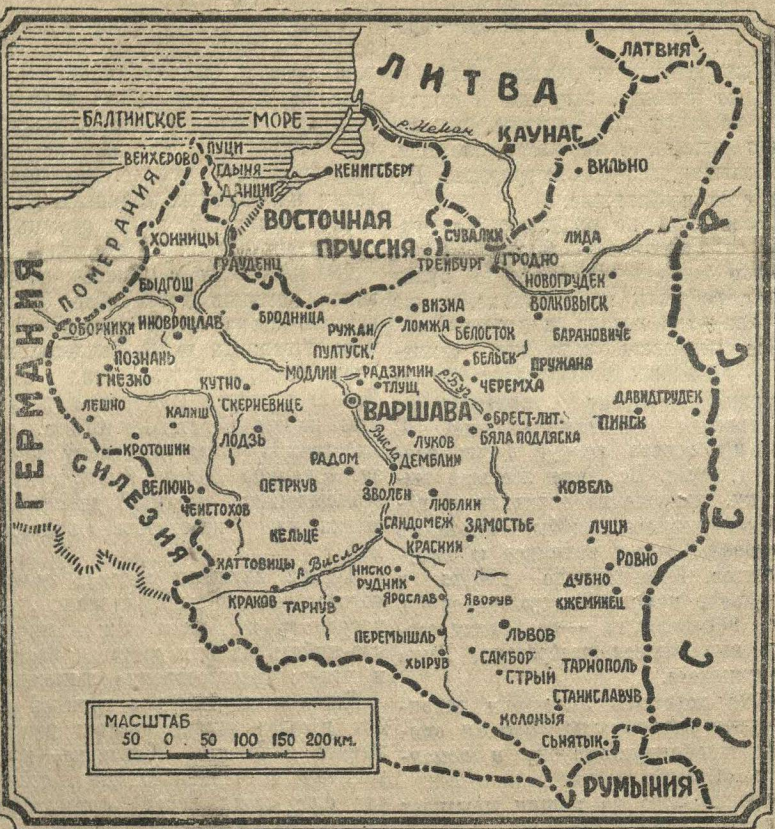 ЛАТВИЯ
ЛИТВА
БАЛТИЙСКОЕ МОРЕ
р. Неман
КАУНАС
ПУЦИ
ВЕЙХЕРОВО
ГДЫНЯ
КЕНИГСБЕРГ
ВИЛЬНО
ДАНЦИГ
ПОМЕРАНИЯ
ВОСТОЧНАЯ
ПРУССИЯ
ХОЙНИЦЫ
СУВАЛКИ
ЛИДА
ГРАУДЕНЦ
ТРЕЙБУРГ
ГРОДНО
НОВОГРУДЕК
БЫДГОШ
ВОЛКОВЫСК
ГЕРМАНИЯ
С С С Р
БРОДНИЦА
ВИЗНА
ОБОРНИКИ
ИНОВРОЦЛАВ
РУЖАН
ЛОМЖА
БЕЛОСТОК
БАРАНОВИЧЕ
ПОЗНАНЬ
ПУЛТУСК
БЕЛЬСК
ПРУЖАНА
ГНЕЗНО
МОДЛИН
РАДЗИМИН
р. Буг
ЧЕРЕМХА
КУТНО
ТЛУЩ
ДАВИДГРУДЕК
ЛЕШНО
КАЛИШ
СКЕРНЕВИЦЕ
ВАРШАВА
БРЕСТ-ЛИТ.
ПИНСК
КРОТОШИН
ЛОДЗЬ
Висла
ЛУКОВ
БЯЛА ПОДЛЯСКА
СИЛЕЗИЯ
РАДОМ
ДЕМБЛИН
ВЕЛЮНЬ
ПЕТРКУВ
ЗВОЛЕН
ЛЮБЛИН
КОВЕЛЬ
ЧЕНСТОХОВ
КЕЛЬЦЕ
САНДОМЕЖ
ЗАМОСТЬЕ
ЛУЦК
КРАСНИК
РОВНО
КАТТОВИЦЫ
р. Висла
НИСКО
РУДНИК
ДУБНО
КРАКОВ
ТАРНУВ
ЯРОСЛАВ
ЯВОРУВ
КЖЕМИНЕЦ
ПЕРЕМЫШЛЬ
ЛЬВОВ
ХЫРУВ
САМБОР
ТАРНОПОЛЬ
СТРЫЙ
СТАНИСЛАВУВ
КОЛОМЫЯ
СЬНЯТЫК
РУМЫНИЯ
МАСШТАБ
50 0 50 100 150 200 км.